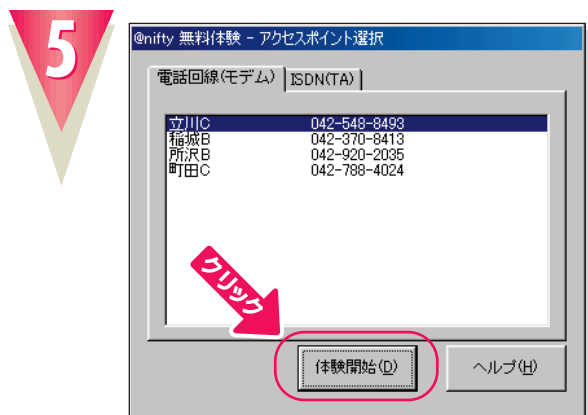 5
@nifty 無料体験 - アクセスポイント選択
電話回線(モデム) ISDN(TA)
立川C 042-548-8493
稲城B 042-370-8413
所沢B 042-920-2035
町田C 042-788-4024
クリック
体験開始(D) ヘルプ(H)